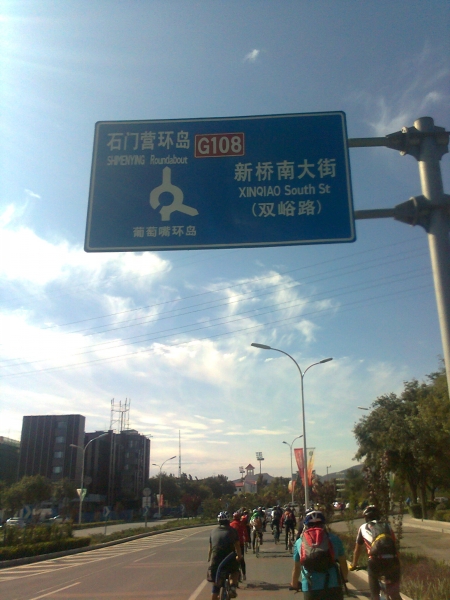 石门营环岛 G108
SHIMENYING Roundabout
葡萄嘴环岛
新桥南大街
XINQIAO South St
(双峪路)